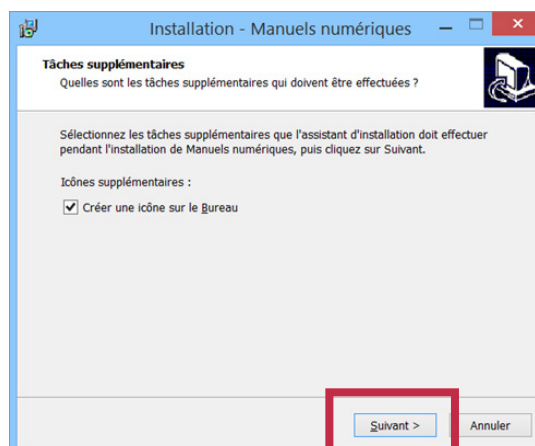 Installation - Manuels numériques
Tâches supplémentaires
Quelles sont les tâches supplémentaires qui doivent être effectuées ?
Sélectionnez les tâches supplémentaires que l'assistant d'installation doit effectuer
pendant l'installation de Manuels numériques, puis cliquez sur Suivant.
Icônes supplémentaires :
Créer une icône sur le Bureau
Suivant >
Annuler